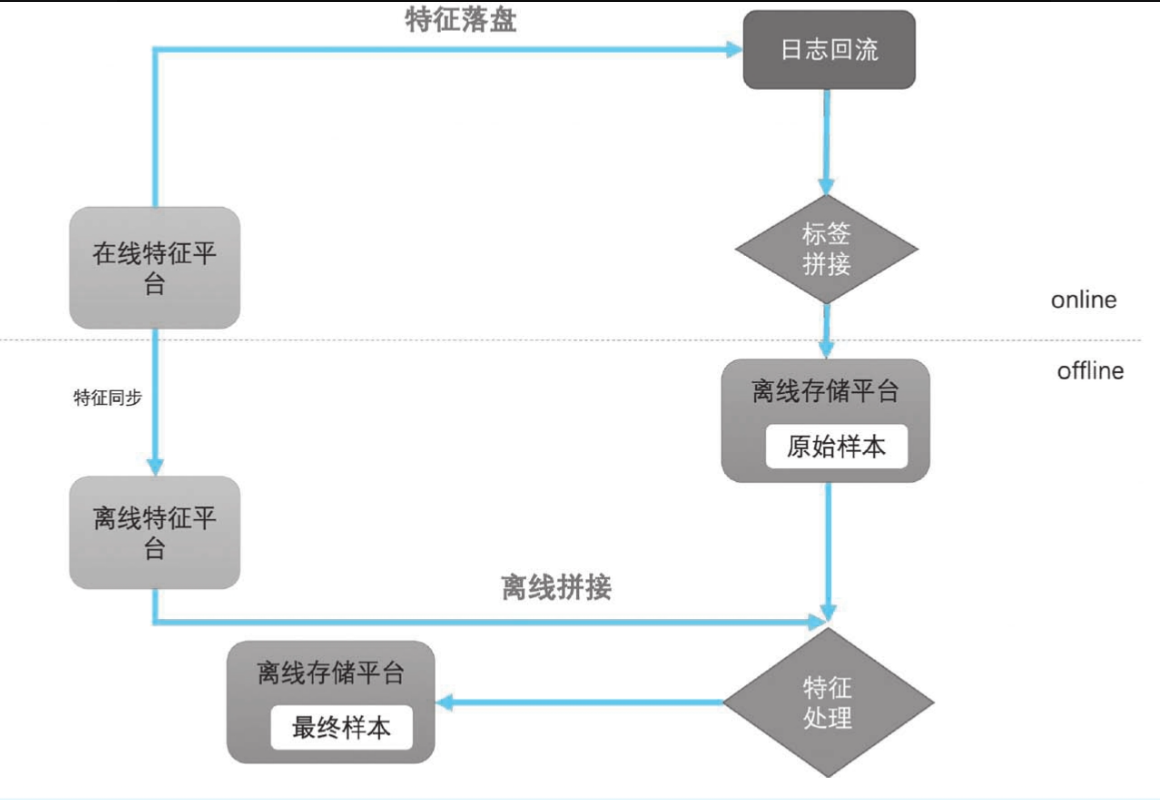 特征落盘
日志回流
标签
拼接
在线特征平
台
online
offline
特征同步
离线存储平台
原始样本
离线特征平
台
离线拼接
离线存储平台
最终样本
特征
处理